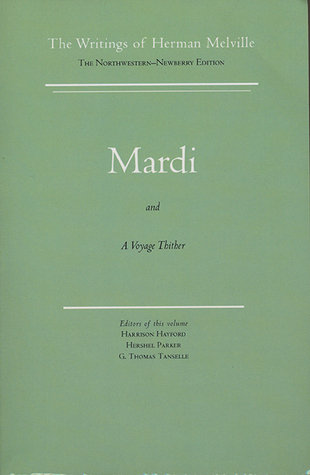 The Writings of Herman Melville
The Northwestern–Newberry Edition
Mardi
and
A Voyage Thither
Editors of this volume
Harrison Hayford
Hershel Parker
G. Thomas Tanselle